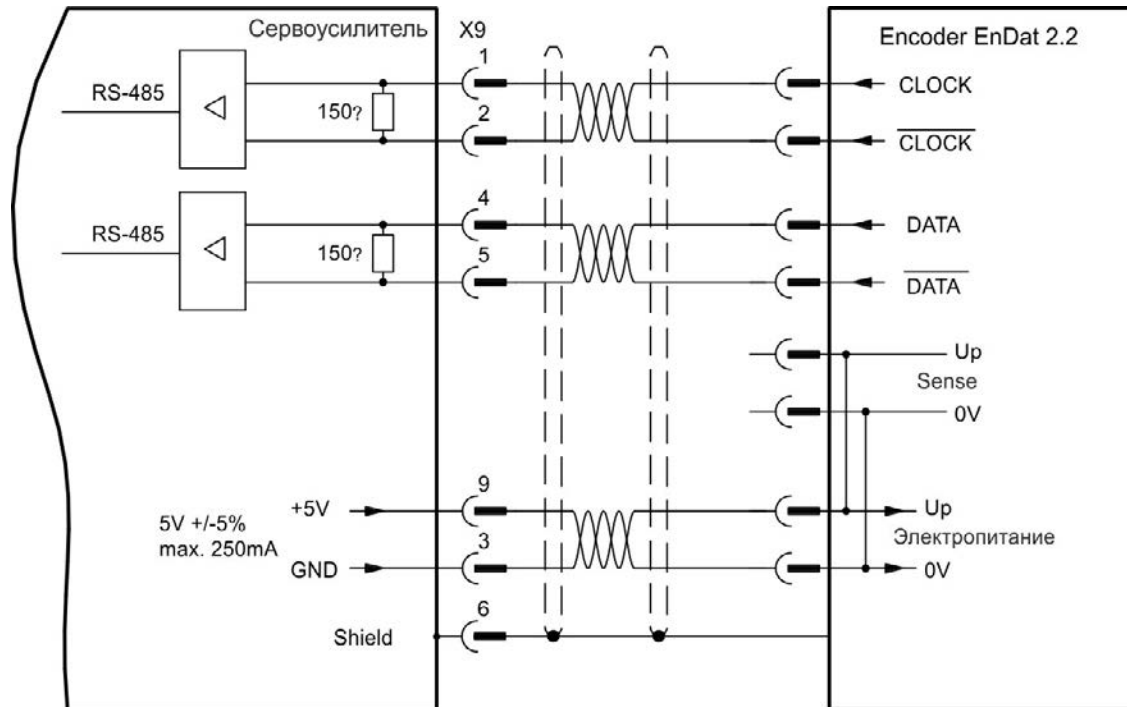 Сервоусилитель
X9
Encoder EnDat 2.2
1
RS-485
150?
CLOCK
2
CLOCK
4
RS-485
150?
DATA
5
DATA
Up
Sense
0V
9
+5V
Up
5V +/-5%
max. 250mA
Электропитание
3
GND
0V
6
Shield